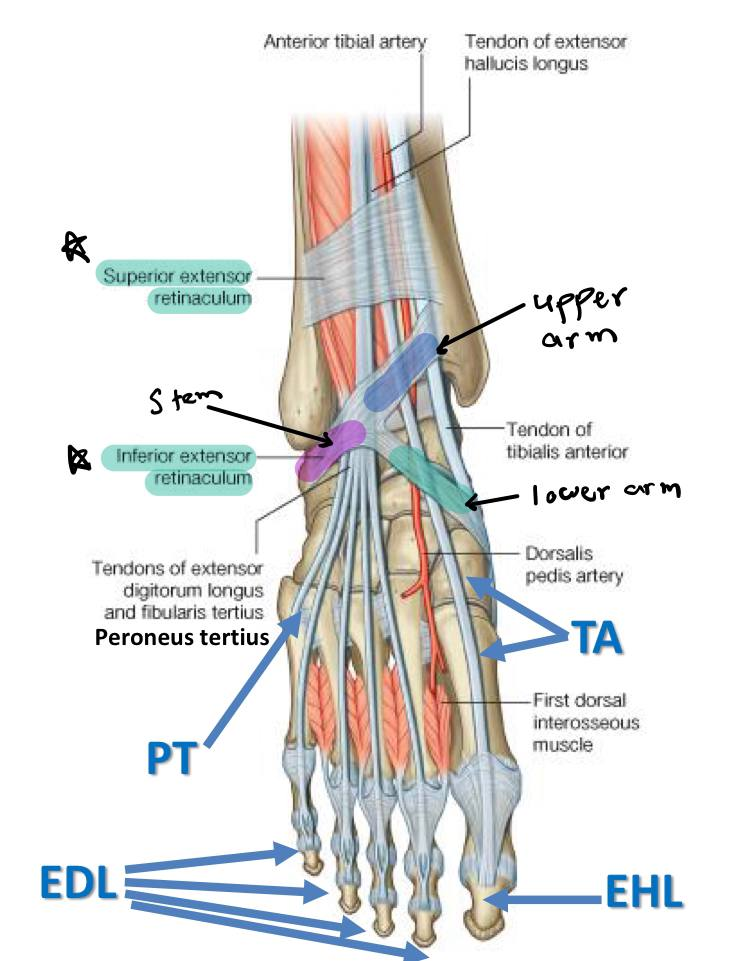 Anterior tibial artery
Tendon of extensor
hallucis longus
Superior extensor
retinaculum
upper
arm
Stem
Inferior extensor
retinaculum
Tendon of
tibialis anterior
lower arm
Tendons of extensor
digitorum longus
and fibularis tertius
Peroneus tertius
Dorsalis
pedis artery
TA
First dorsal
interosseous
muscle
PT
EDL
EHL